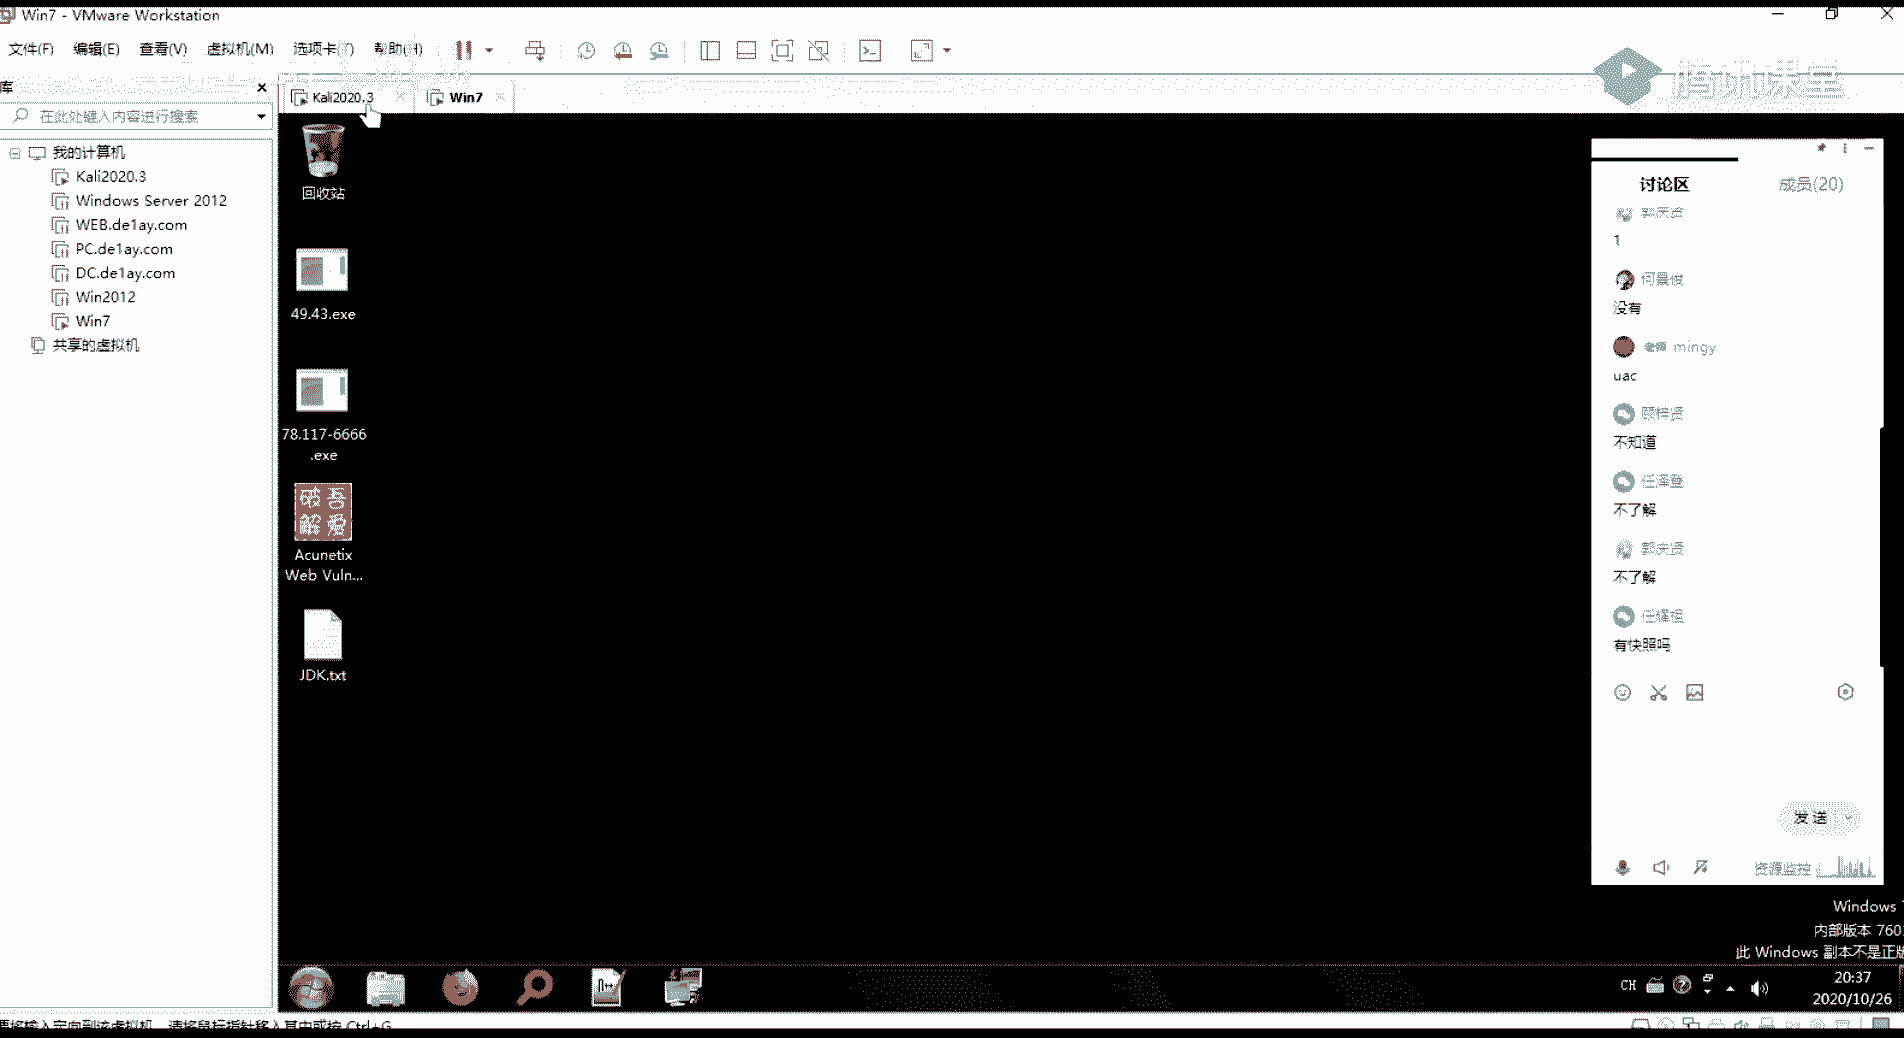 Win7 - VMware Workstation
文件(F) 编辑(E) 查看(V) 虚拟机(M) 选项卡(T) 帮助(H)
腾讯课堂
库
在此处键入内容进行搜索
我的计算机
Kali2020.3
Windows Server 2012
WEB.de1ay.com
PC.de1ay.com
DC.de1ay.com
Win2012
Win7
共享的虚拟机
Kali2020.3
Win7
回收站
49.43.exe
78.117-6666
.exe
破 吾
解 爱
Acunetix
Web Vuln...
JDK.txt
讨论区 成员(20)
郭庆贤
1
何景俊
没有
老师 mingy
uac
顾梓贤
不知道
任泽登
不了解
郭庆贤
不了解
任耀祖
有快照吗
发送
资源监控
Windows
内部版本 760
此 Windows 副本不是正版
CH
20:37
2020/10/26
要将输入定向到该虚拟机，请将鼠标指针移入其中或按 Ctrl+G